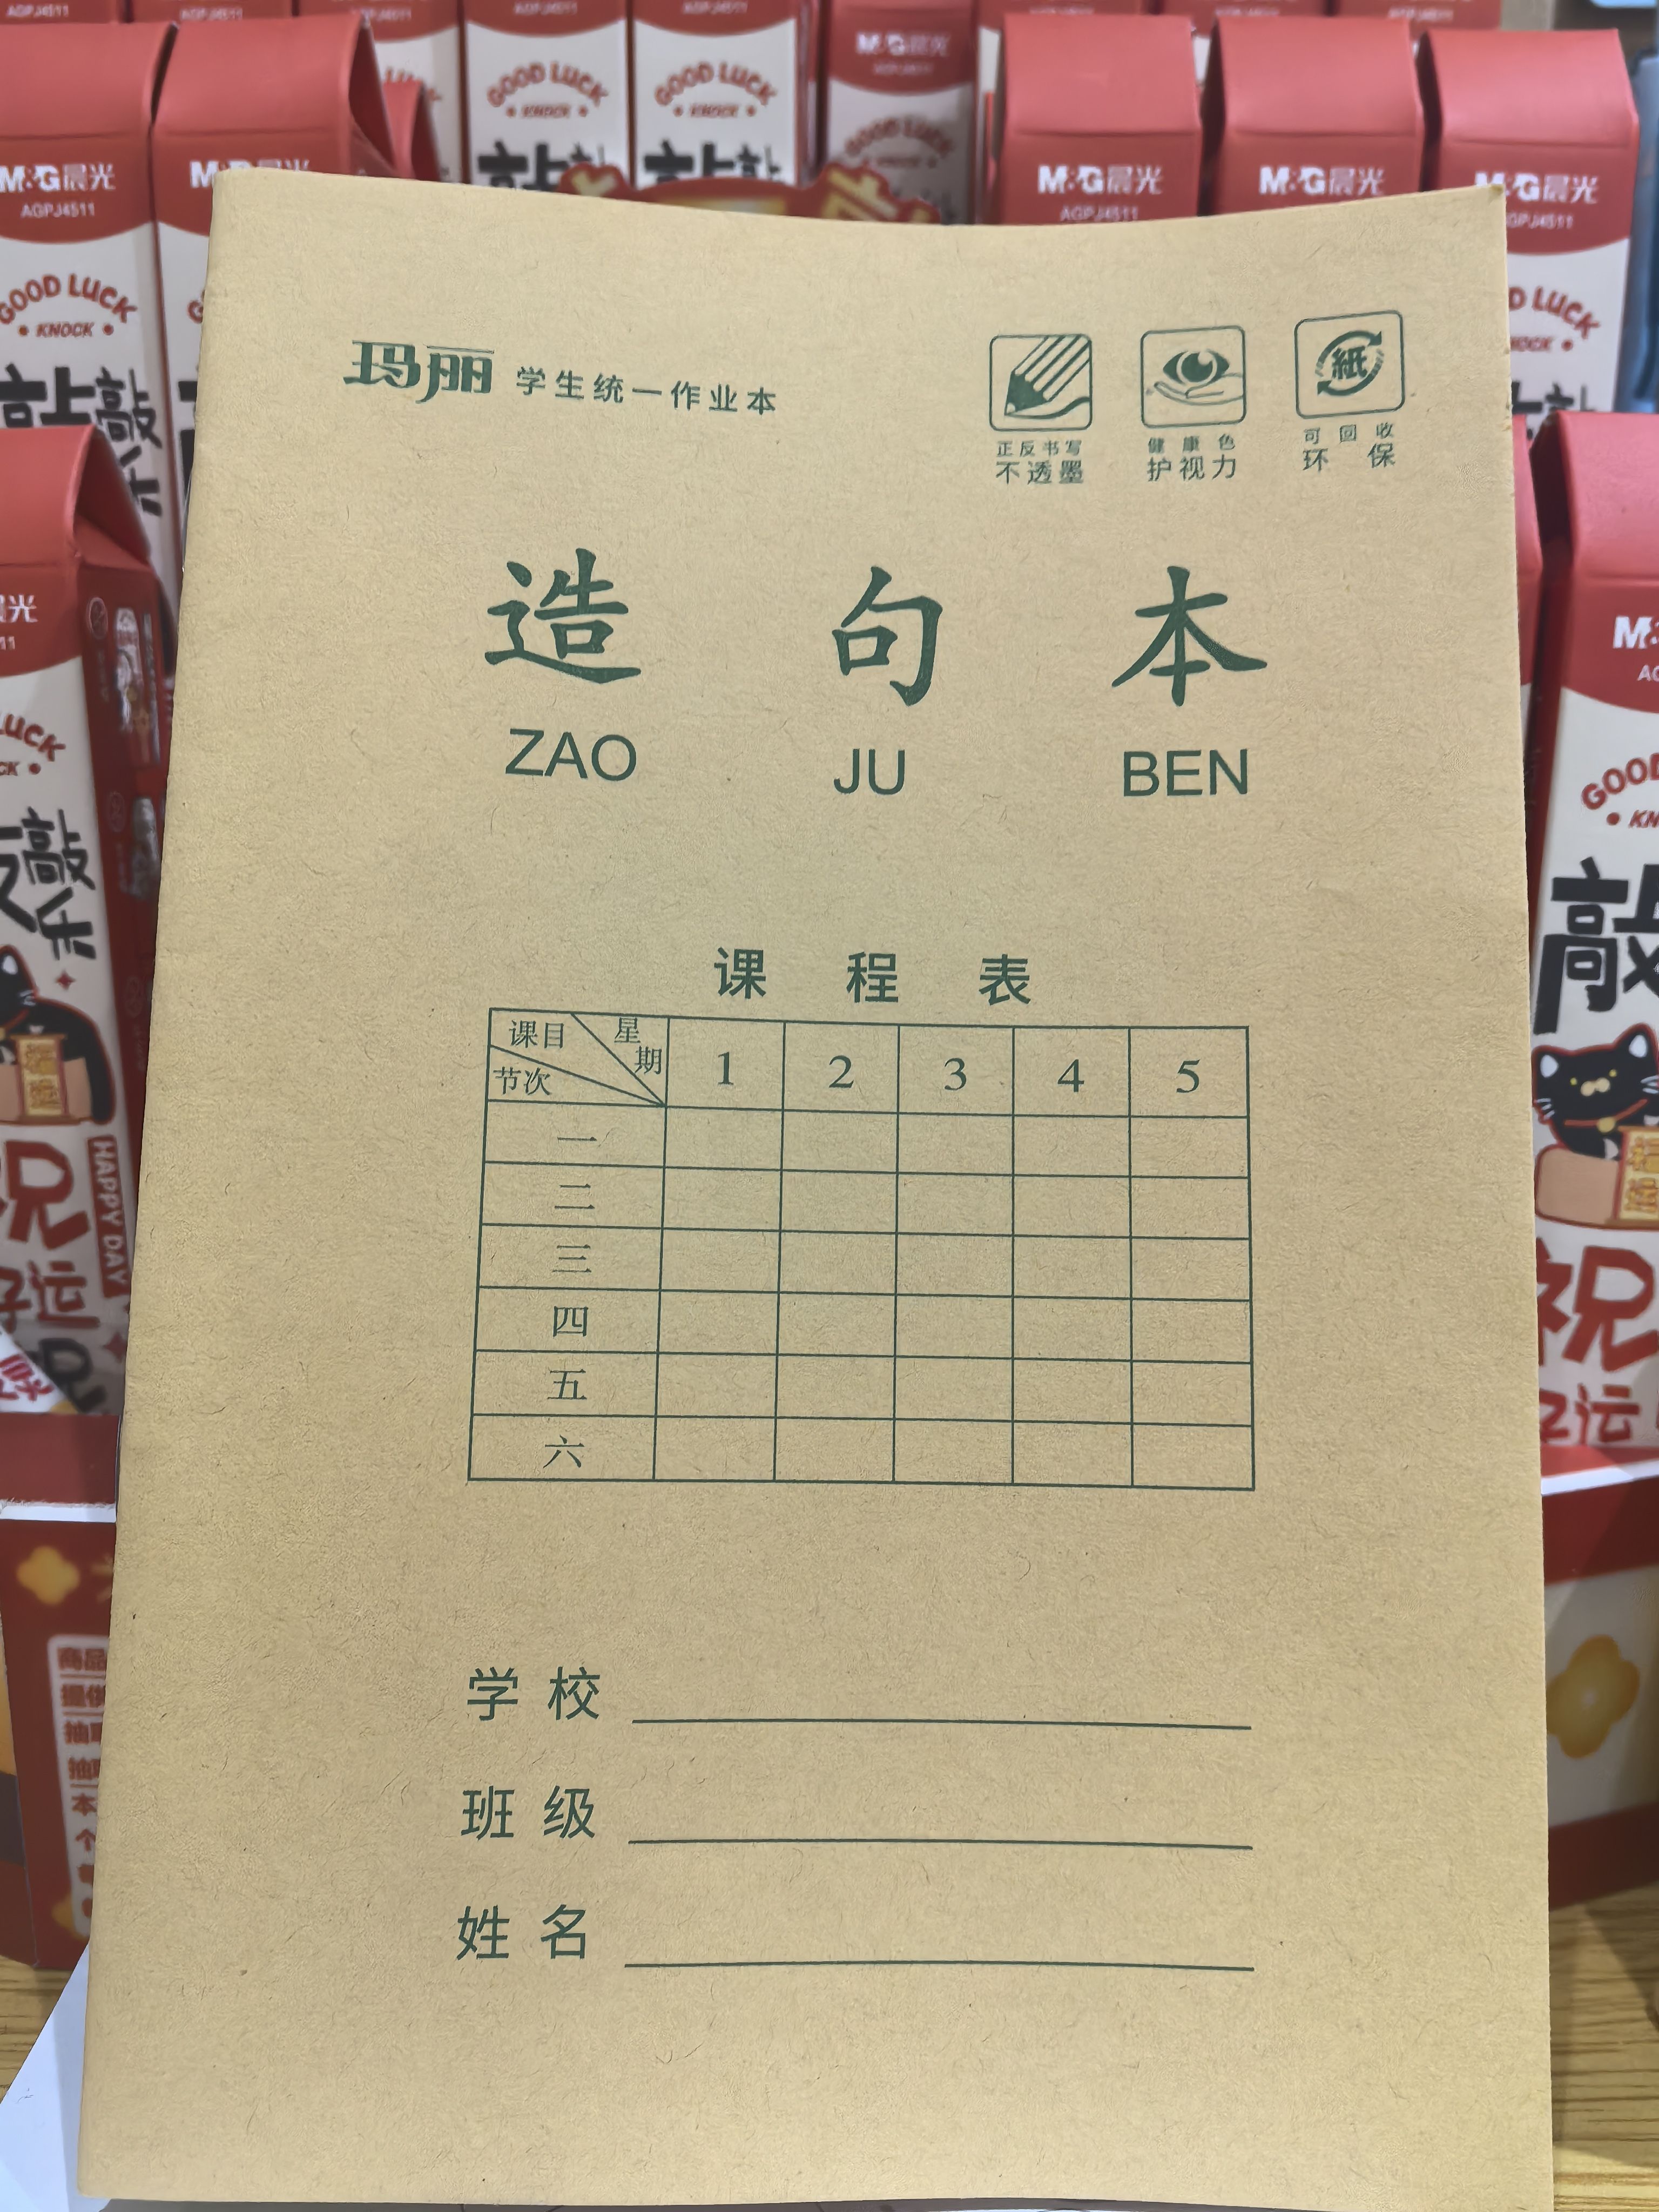 M&G晨光
AGPJ4511
GOOD LUCK
KNOCK
玛丽 学生统一作业本
正反书写
不透墨
健康色
护视力
紙
可回收
环保
造句本
ZAO JU BEN
课程表
课目 星期
节次
1 2 3 4 5
一
二
三
四
五
六
学校
班级
姓名
HAPPY DAY
祝
好运